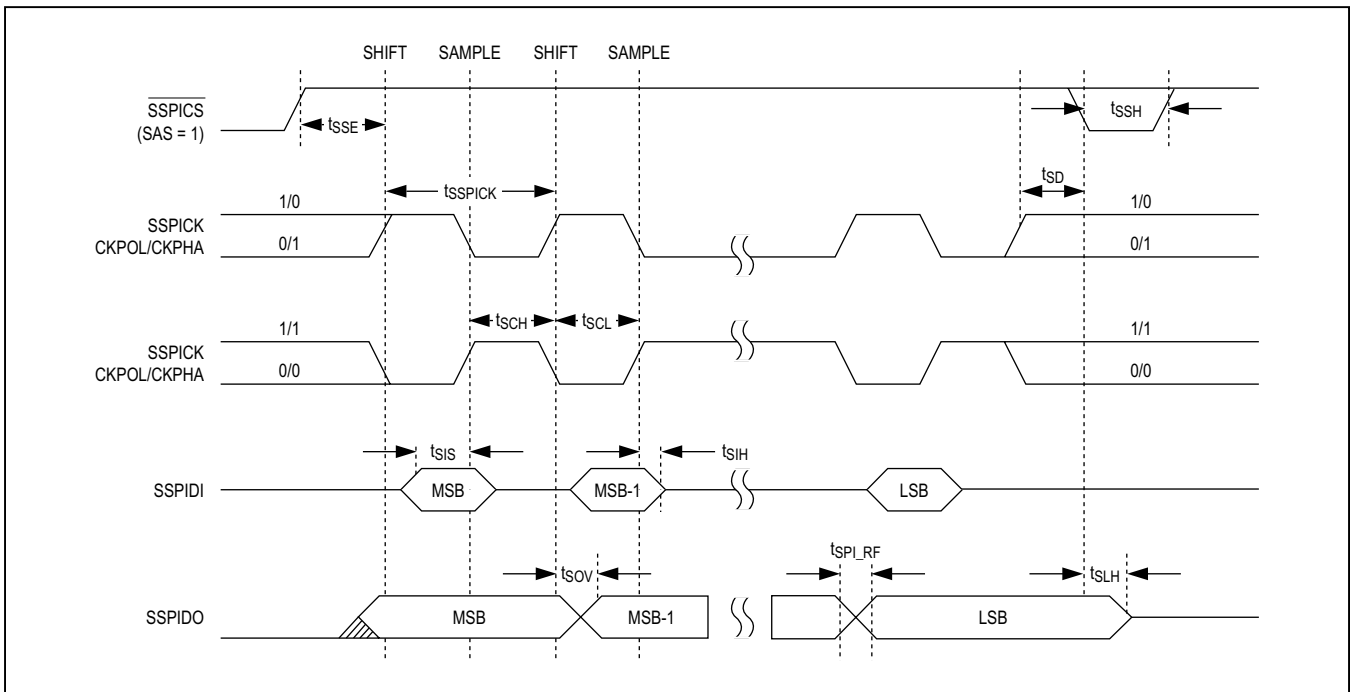 SHIFT SAMPLE SHIFT SAMPLE
SSPICS
(SAS = 1)
tSSE
tSSH
tSSPICK
tSD
SSPICK
CKPOL/CKPHA
1/0
0/1
1/0
0/1
tSCH
tSCL
SSPICK
CKPOL/CKPHA
1/1
0/0
1/1
0/0
tSIS
tSIH
SSPIDI
MSB
MSB-1
LSB
tSOV
tSPI_RF
tSLH
SSPIDO
MSB
MSB-1
LSB